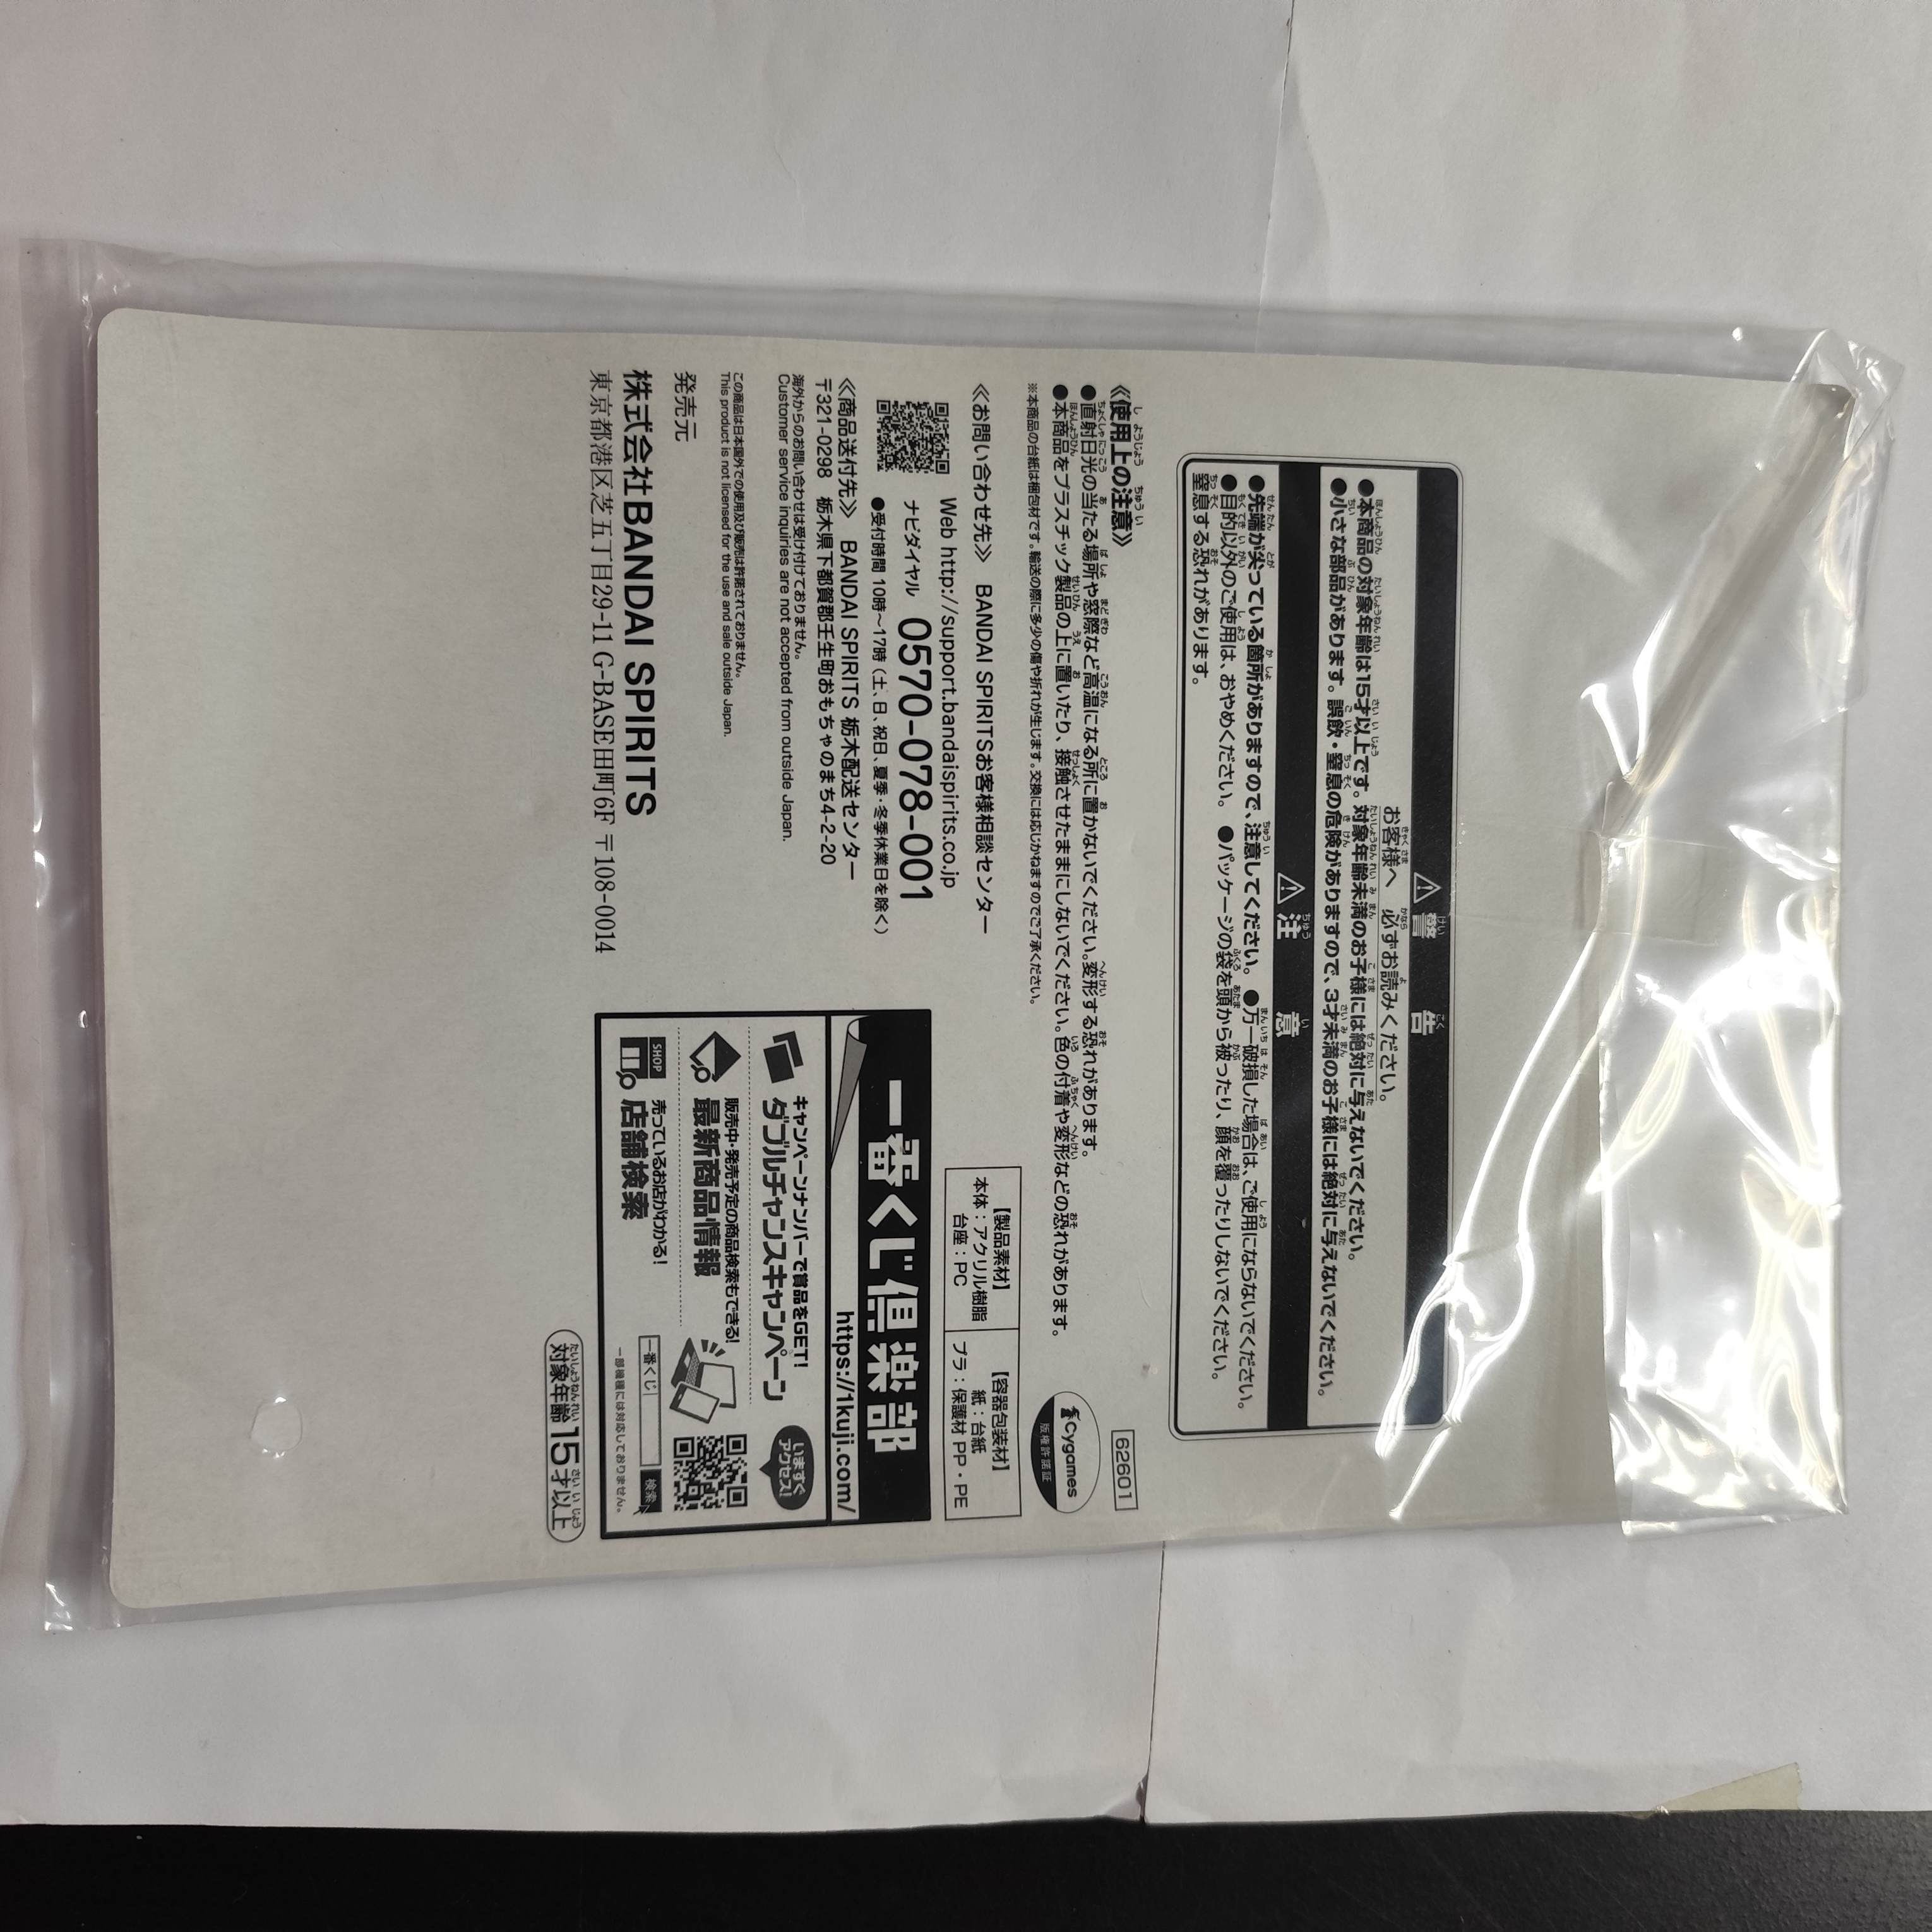 警告
お客様へ 必ずお読みください。
●本商品の対象年齢は15才以上です。対象年齢未満のお子様には絶対に与えないでください。
●小さな部品があります。誤飲・窒息の危険がありますので、3才未満のお子様には絶対に与えないでください。
注意
●先端が尖っている箇所がありますので、注意してください。 ●万一破損した場合は、ご使用にならないでください。
●目的以外のご使用は、おやめください。 ●パッケージの袋を頭から被ったり、顔を覆ったりしないでください。
窒息する恐れがあります。
《使用上の注意》
●直射日光の当たる場所や窓際など高温になる所に置かないでください。変形する恐れがあります。
●本商品をプラスチック製品の上に置いたり、接触させたままにしないでください。色の付着や変形などの恐れがあります。
※本商品の台紙は梱包材です。輸送の際に多少の傷や折れが生じます。交換には応じかねますのでご了承ください。
62601
Cygames
版権許諾証
《お問い合わせ先》 BANDAI SPIRITSお客様相談センター
Web http://support.bandaispirits.co.jp
ナビダイヤル 0570-078-001
●受付時間 10時～17時（土、日、祝日、夏季・冬季休業日を除く）
《商品送付先》 BANDAI SPIRITS 栃木配送センター
〒321-0298 栃木県下都賀郡壬生町おもちゃのまち4-2-20
海外からのお問い合わせは受け付けておりません。
Customer service inquiries are not accepted from outside Japan.
この商品は日本国外での使用及び販売は許諾されておりません。
This product is not licensed for the use and sale outside Japan.
発売元
株式会社BANDAI SPIRITS
東京都港区芝五丁目29-11 G-BASE田町6F 〒108-0014
【製品素材】
本体：アクリル樹脂
台座：PC
【容器包装材】
紙：台紙
プラ：保護材 PP・PE
一番くじ倶楽部
https://1kuji.com/
キャンペーンナンバーで賞品をGET!
ダブルチャンスキャンペーン
いますぐ
アクセス!
販売中・発売予定の商品検索もできる!
最新商品情報
SHOP
売っているお店がわかる!
店舗検索
一番くじ
検索
一部機種には対応しておりません。
対象年齢15才以上